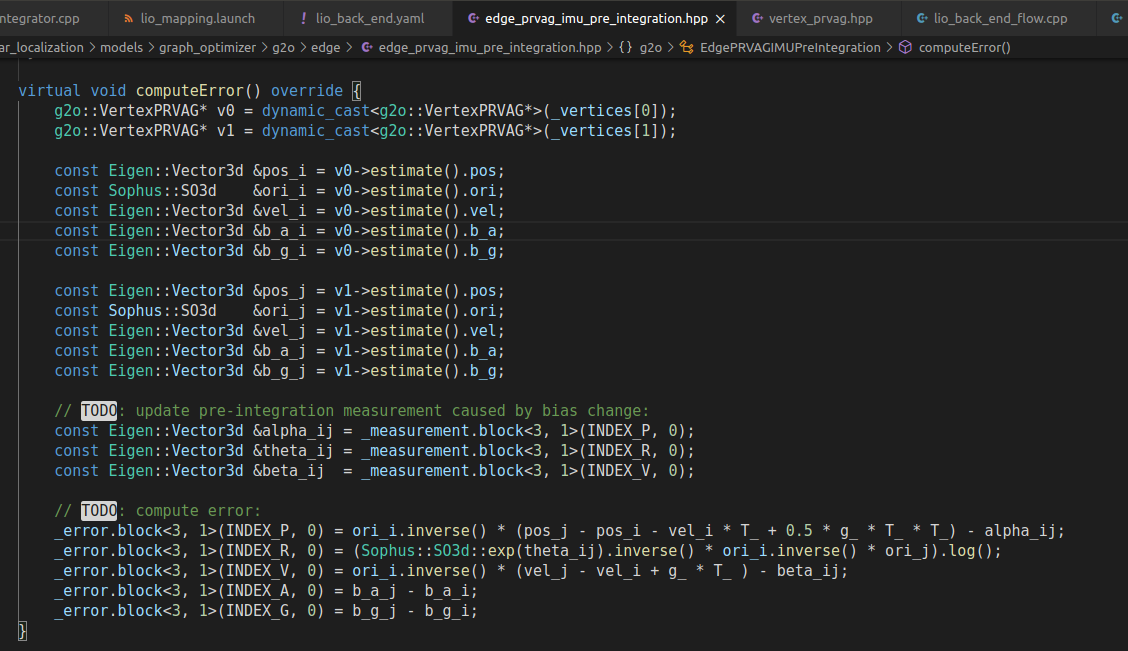 ntegrator.cpp lio_mapping.launch ! lio_back_end.yaml edge_prvag_imu_pre_integration.hpp × vertex_prvag.hpp lio_back_end_flow.cpp
ar_localization > models > graph_optimizer > g2o > edge > edge_prvag_imu_pre_integration.hpp > {} g2o > EdgePRVAGIMUPreIntegration > computeError()
virtual void computeError() override {
g2o::VertexPRVAG* v0 = dynamic_cast<g2o::VertexPRVAG*>(_vertices[0]);
g2o::VertexPRVAG* v1 = dynamic_cast<g2o::VertexPRVAG*>(_vertices[1]);
const Eigen::Vector3d &pos_i = v0->estimate().pos;
const Sophus::SO3d    &ori_i = v0->estimate().ori;
const Eigen::Vector3d &vel_i = v0->estimate().vel;
const Eigen::Vector3d &b_a_i = v0->estimate().b_a;
const Eigen::Vector3d &b_g_i = v0->estimate().b_g;
const Eigen::Vector3d &pos_j = v1->estimate().pos;
const Sophus::SO3d    &ori_j = v1->estimate().ori;
const Eigen::Vector3d &vel_j = v1->estimate().vel;
const Eigen::Vector3d &b_a_j = v1->estimate().b_a;
const Eigen::Vector3d &b_g_j = v1->estimate().b_g;
// TODO: update pre-integration measurement caused by bias change:
const Eigen::Vector3d &alpha_ij = _measurement.block<3, 1>(INDEX_P, 0);
const Eigen::Vector3d &theta_ij = _measurement.block<3, 1>(INDEX_R, 0);
const Eigen::Vector3d &beta_ij  = _measurement.block<3, 1>(INDEX_V, 0);
// TODO: compute error:
_error.block<3, 1>(INDEX_P, 0) = ori_i.inverse() * (pos_j - pos_i - vel_i * T_ + 0.5 * g_ * T_ * T_) - alpha_ij;
_error.block<3, 1>(INDEX_R, 0) = (Sophus::SO3d::exp(theta_ij).inverse() * ori_i.inverse() * ori_j).log();
_error.block<3, 1>(INDEX_V, 0) = ori_i.inverse() * (vel_j - vel_i + g_ * T_ ) - beta_ij;
_error.block<3, 1>(INDEX_A, 0) = b_a_j - b_a_i;
_error.block<3, 1>(INDEX_G, 0) = b_g_j - b_g_i;
}